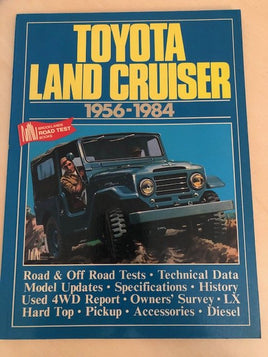 TOYOTA
LAND CRUISER
1956-1984
BROOKLANDS
ROAD TEST
BOOKS
Road & Off Road Tests • Technical Data
Model Updates • Specifications • History
Used 4WD Report • Owners' Survey • LX
Hard Top • Pickup • Accessories • Diesel